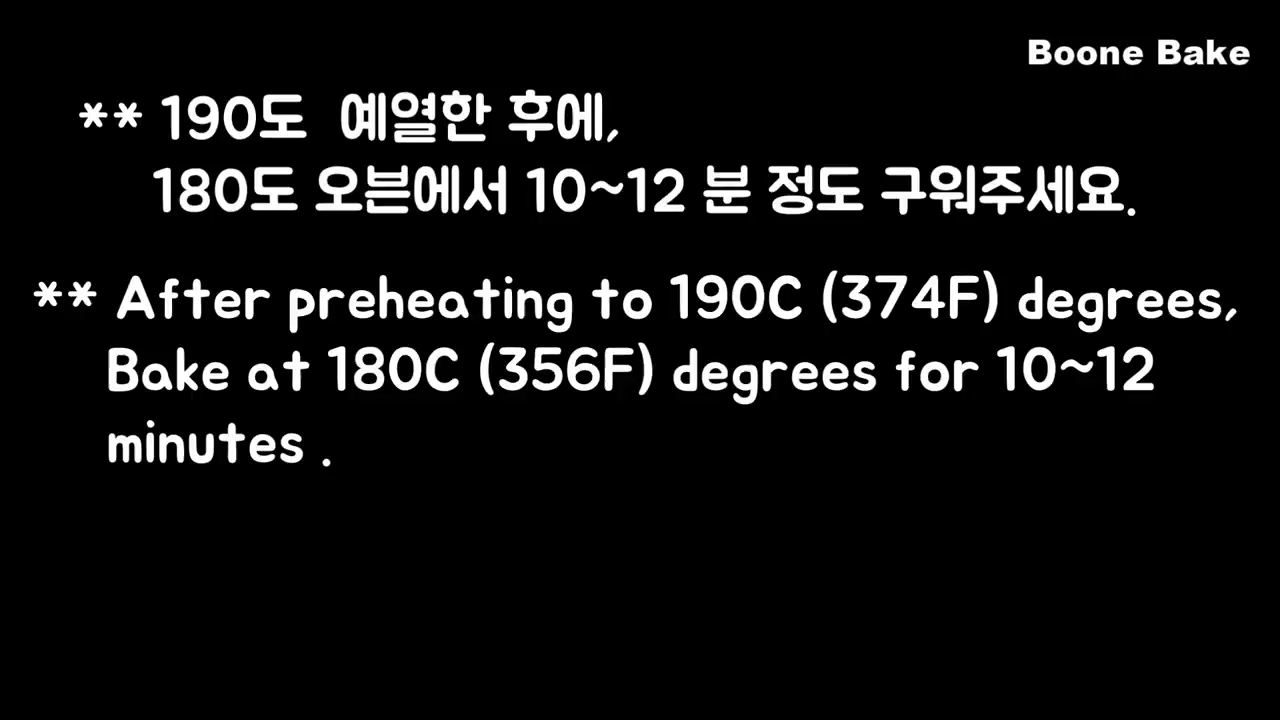 Boone Bake
** 190도 예열한 후에,
180도 오븐에서 10~12 분 정도 구워주세요.
** After preheating to 190C (374F) degrees,
Bake at 180C (356F) degrees for 10~12
minutes .